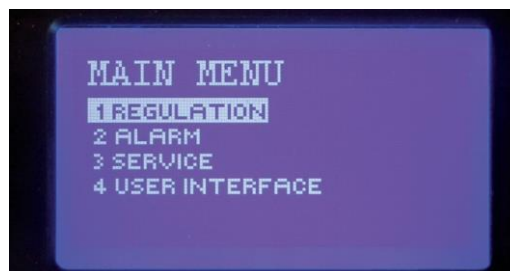 MAIN MENU
1 REGULATION
2 ALARM
3 SERVICE
4 USER INTERFACE